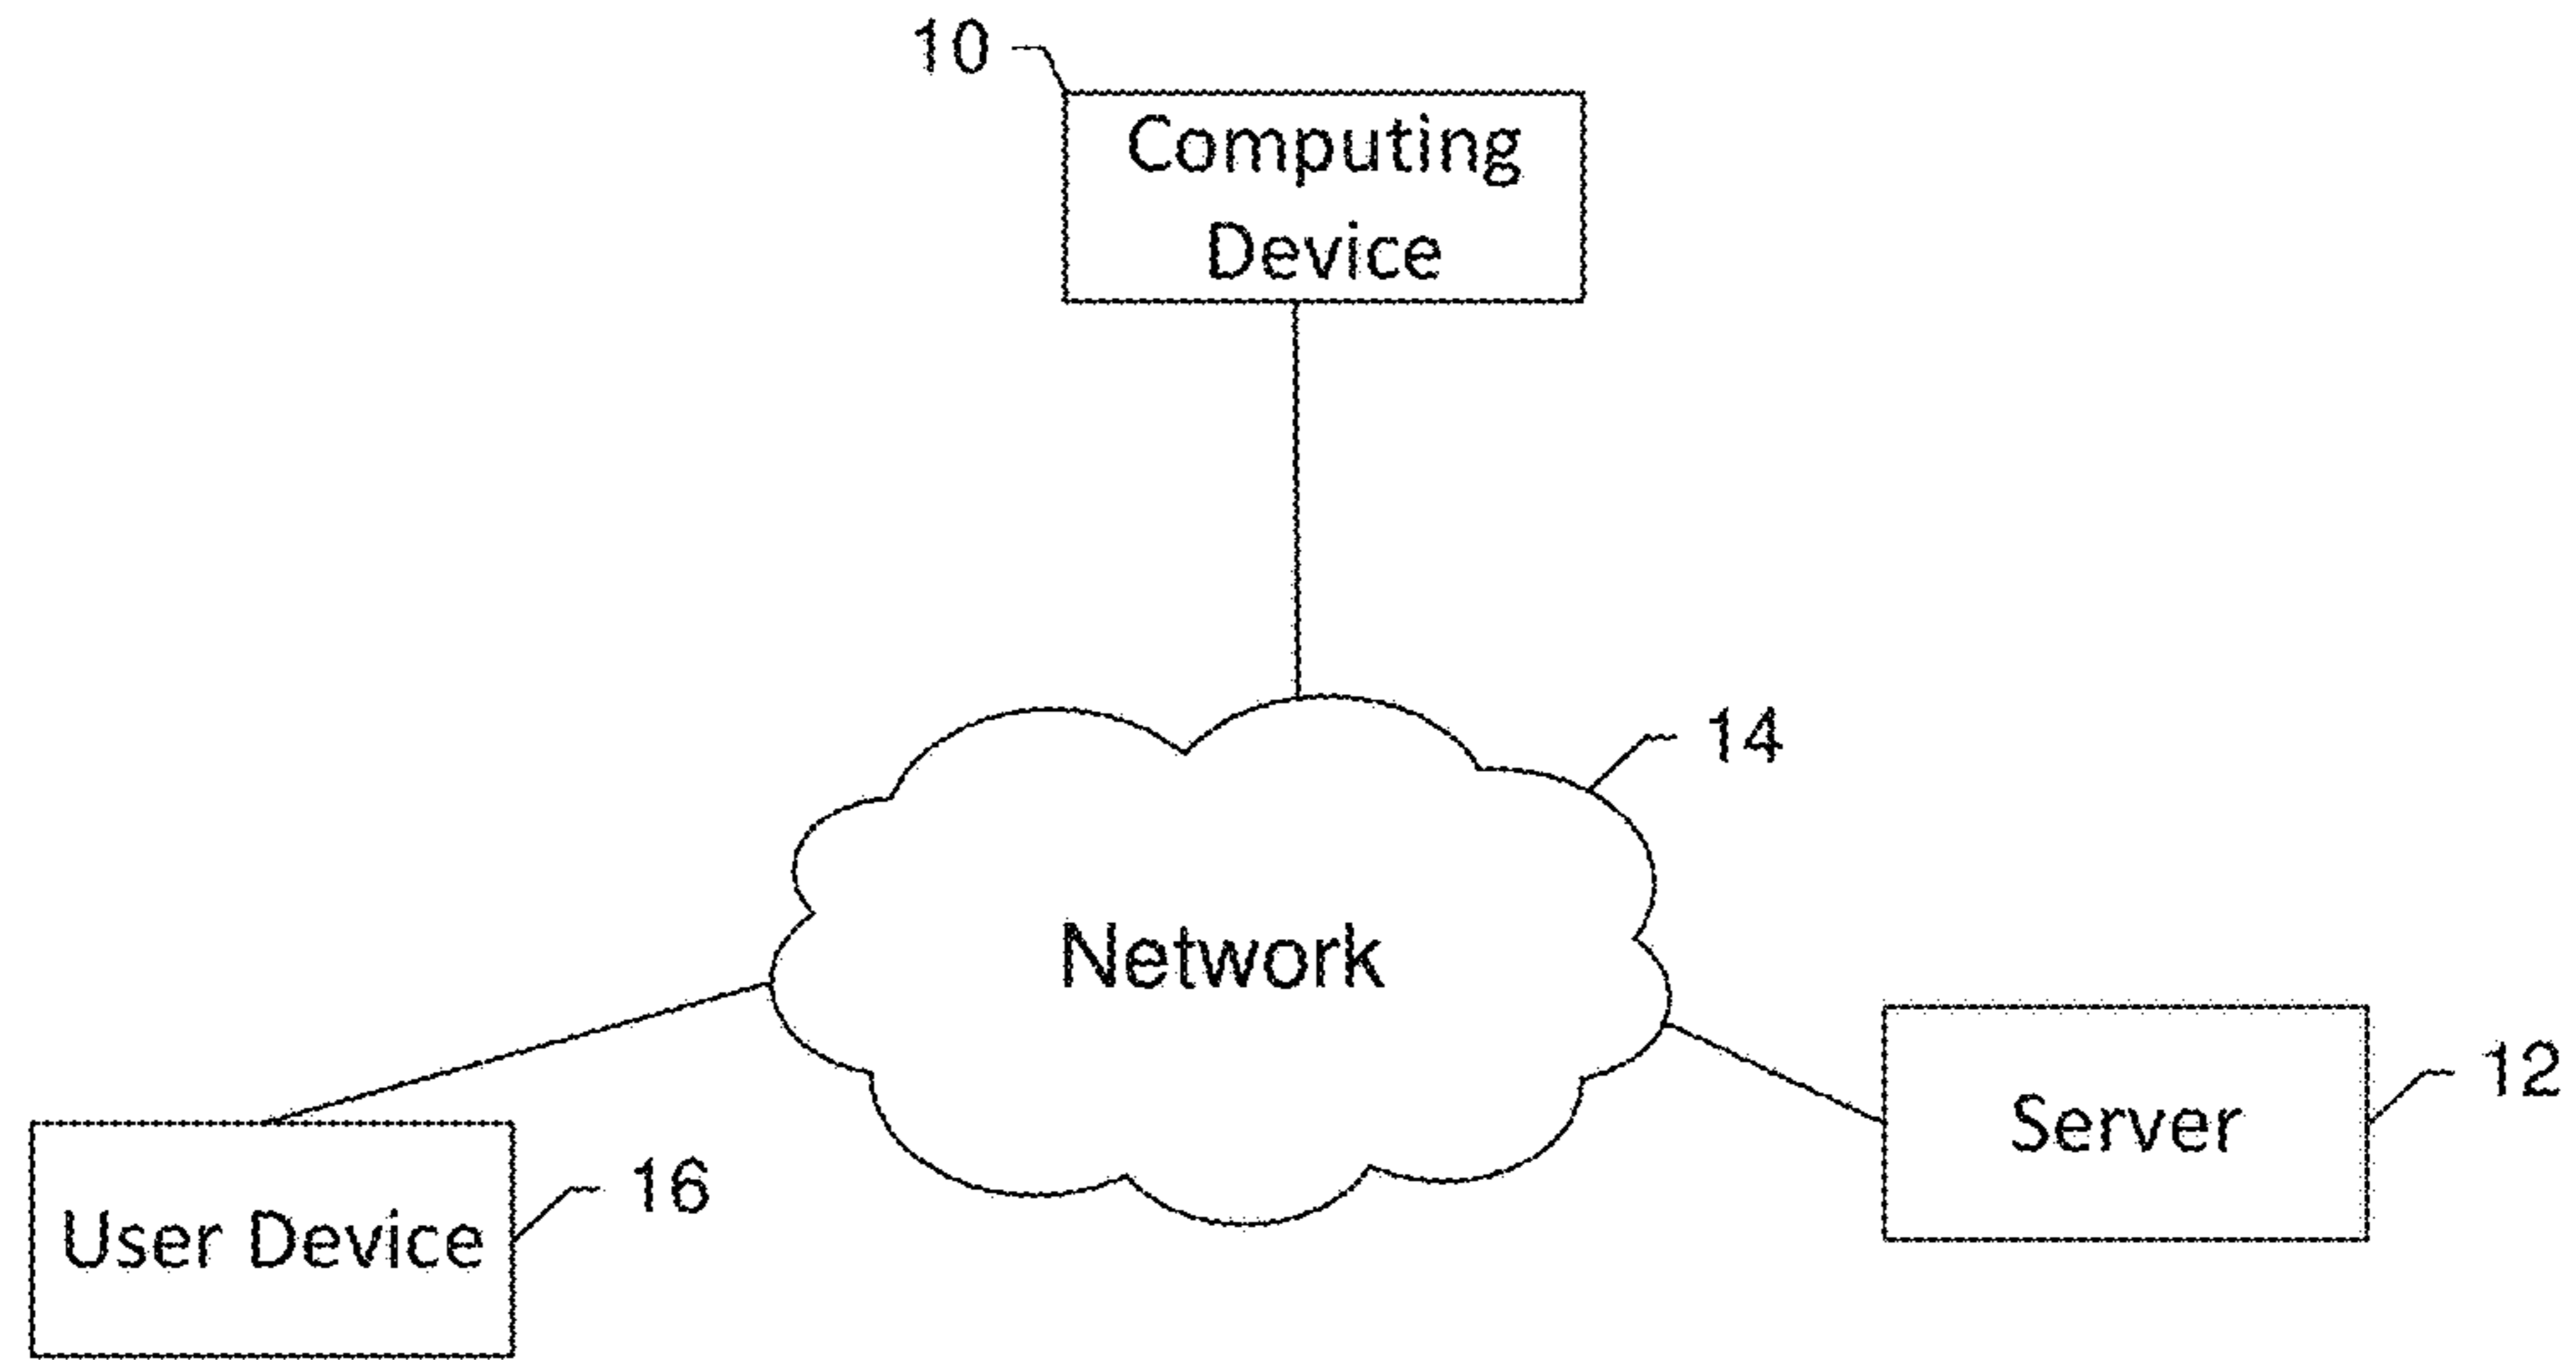 10
Computing
Device
14
Network
12
Server
16
User Device